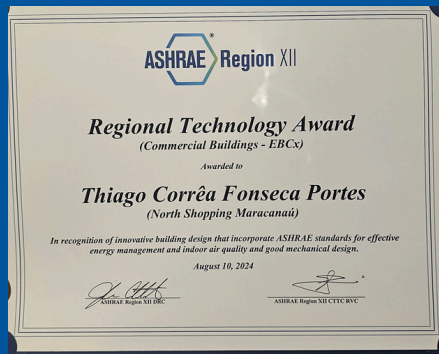 ASHRAE Region XII
Regional Technology Award
(Commercial Buildings - EBCx)
Awarded to
Thiago Corrêa Fonseca Portes
(North Shopping Maracanaú)
In recognition of innovative building design that incorporate ASHRAE standards for effective
energy management and indoor air quality and good mechanical design.
August 10, 2024
ASHRAE Region XII DRC
ASHRAE Region XII CTTC RVC